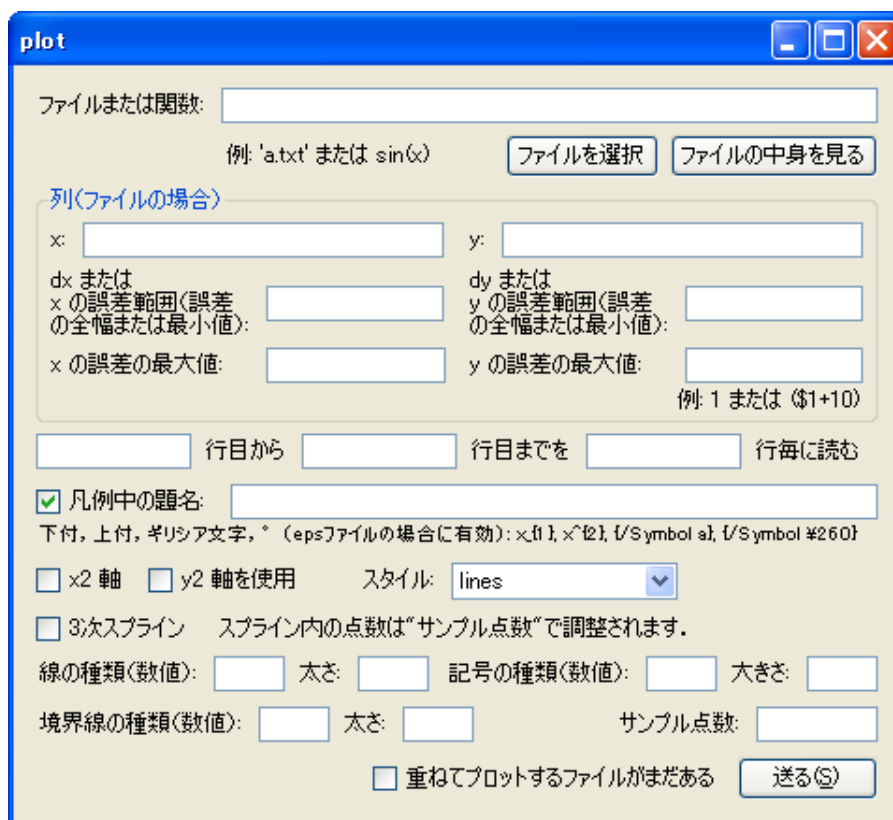 plot
ファイルまたは関数:
例: 'a.txt' または sin(x) ファイルを選択 ファイルの中身を見る
列(ファイルの場合)
x: y:
dx または
x の誤差範囲(誤差
の全幅または最小値):
dy または
y の誤差範囲(誤差
の全幅または最小値):
x の誤差の最大値: y の誤差の最大値:
例: 1 または ($1+10)
行目から 行目までを 行毎に読む
凡例中の題名:
下付, 上付, ギリシア文字, ° (epsファイルの場合に有効): x_{1}, x^{2}, {/Symbol a}, {/Symbol ¥260}
x2 軸 y2 軸を使用 スタイル: lines
3次スプライン スプライン内の点数は“サンプル点数“で調整されます.
線の種類(数値): 太さ: 記号の種類(数値): 大きさ:
境界線の種類(数値): 太さ: サンプル点数:
重ねてプロットするファイルがまだある 送る(S)